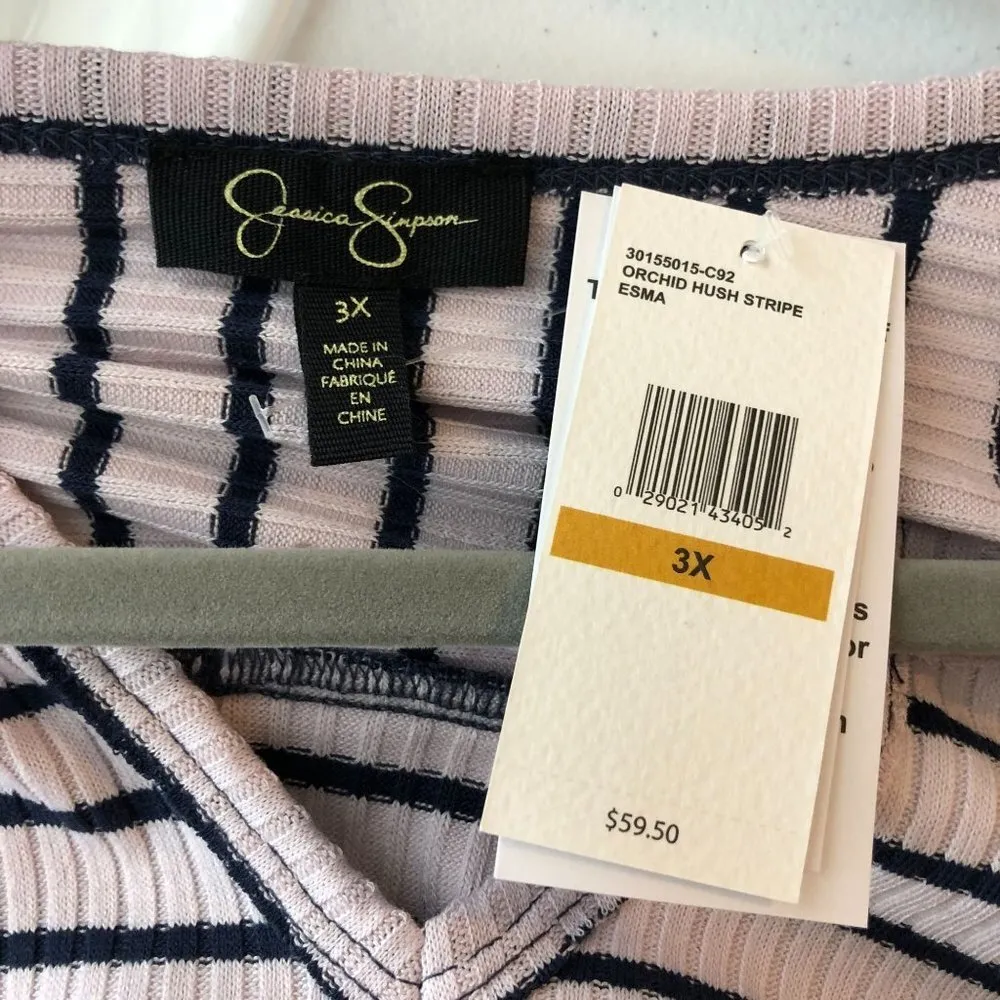 Jessica Simpson
3X
MADE IN
CHINA
FABRIQUÉ
EN
CHINE
30155015-C92
ORCHID HUSH STRIPE
ESMA
0 29021 43405 2
3X
$59.50